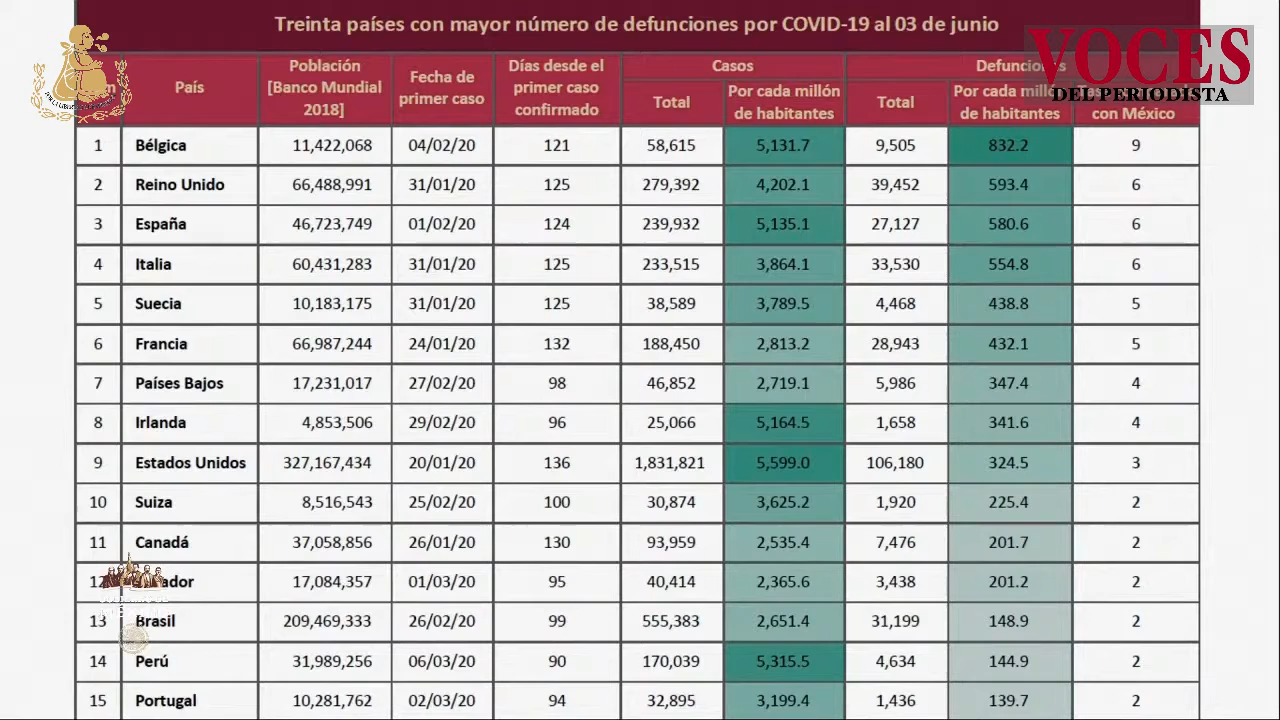 Treinta países con mayor número de defunciones por COVID-19 al 03 de junio
VOCES
DEL PERIODISTA
País
Población
[Banco Mundial
2018]
Fecha de
primer caso
Días desde el
primer caso
confirmado
Casos
Defunciones
Total
Por cada millón
de habitantes
Total
Por cada millón
de habitantes
con México
1 Bélgica 11,422,068 04/02/20 121 58,615 5,131.7 9,505 832.2 9
2 Reino Unido 66,488,991 31/01/20 125 279,392 4,202.1 39,452 593.4 6
3 España 46,723,749 01/02/20 124 239,932 5,135.1 27,127 580.6 6
4 Italia 60,431,283 31/01/20 125 233,515 3,864.1 33,530 554.8 6
5 Suecia 10,183,175 31/01/20 125 38,589 3,789.5 4,468 438.8 5
6 Francia 66,987,244 24/01/20 132 188,450 2,813.2 28,943 432.1 5
7 Países Bajos 17,231,017 27/02/20 98 46,852 2,719.1 5,986 347.4 4
8 Irlanda 4,853,506 29/02/20 96 25,066 5,164.5 1,658 341.6 4
9 Estados Unidos 327,167,434 20/01/20 136 1,831,821 5,599.0 106,180 324.5 3
10 Suiza 8,516,543 25/02/20 100 30,874 3,625.2 1,920 225.4 2
11 Canadá 37,058,856 26/01/20 130 93,959 2,535.4 7,476 201.7 2
12 17,084,357 01/03/20 95 40,414 2,365.6 3,438 201.2 2
13 Brasil 209,469,333 26/02/20 99 555,383 2,651.4 31,199 148.9 2
14 Perú 31,989,256 06/03/20 90 170,039 5,315.5 4,634 144.9 2
15 Portugal 10,281,762 02/03/20 94 32,895 3,199.4 1,436 139.7 2